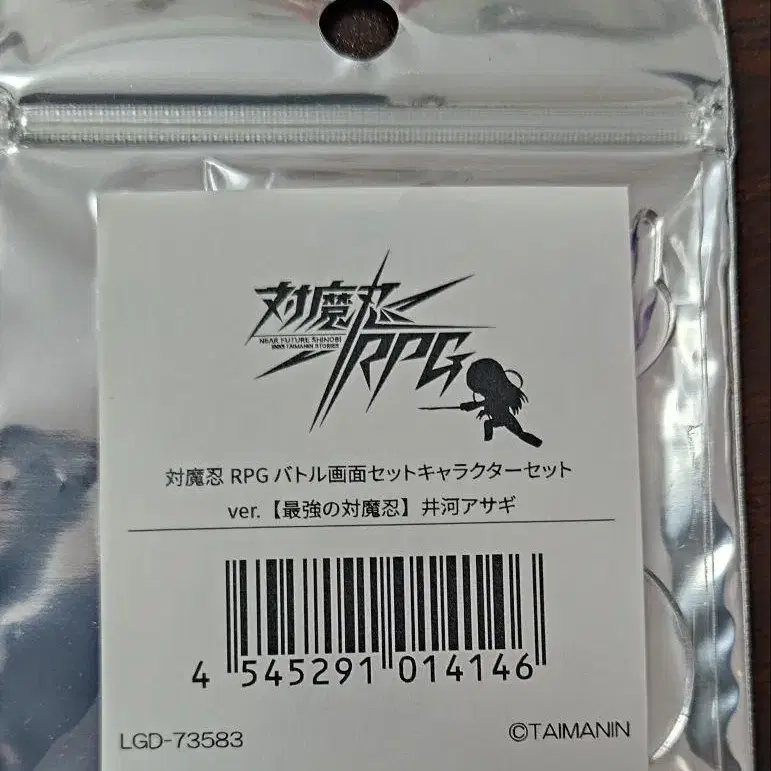 対魔忍
NEAR FUTURE SHINOBI
TAIMANIN STORIES
RPG
対魔忍 RPG バトル画面セットキャラクターセット
ver.【最強の対魔忍】井河アサギ
4 545291 014146
LGD-73583
©TAIMANIN